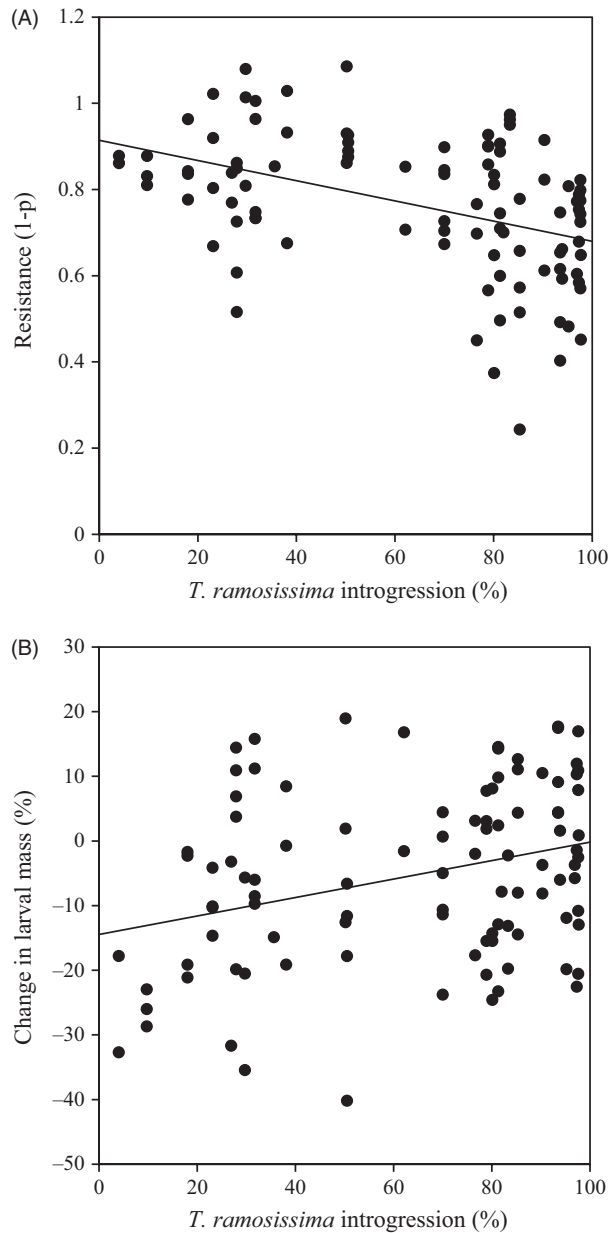 (A)
1.2
1
0.8
0.6
0.4
0.2
0
Resistance (1-p)
0 20 40 60 80 100
T. ramosissima introgression (%)
(B)
30
20
10
0
–10
–20
–30
–40
–50
Change in larval mass (%)
0 20 40 60 80 100
T. ramosissima introgression (%)